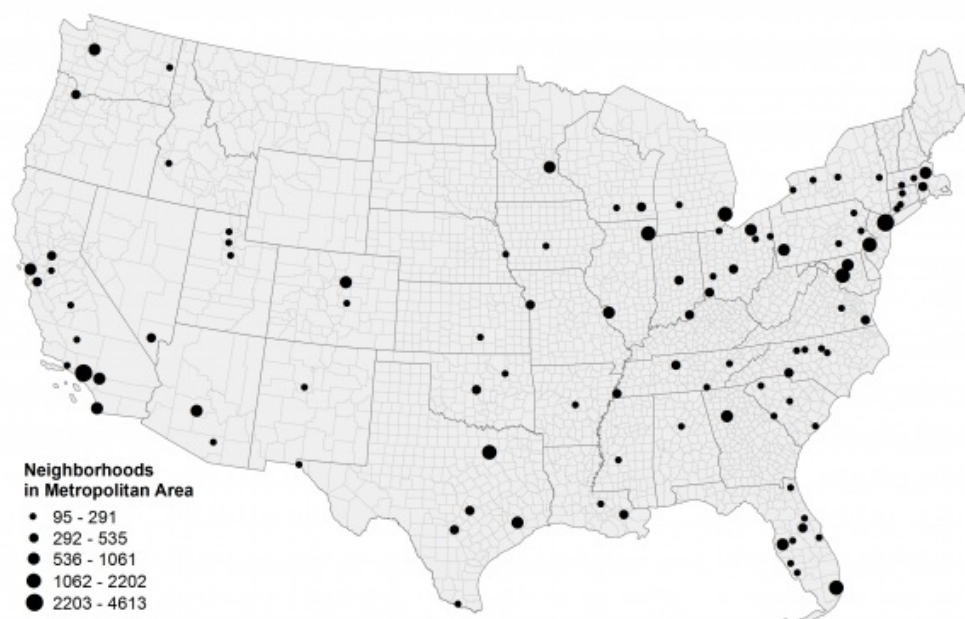 Neighborhoods
in Metropolitan Area
95 - 291
292 - 535
536 - 1061
1062 - 2202
2203 - 4613